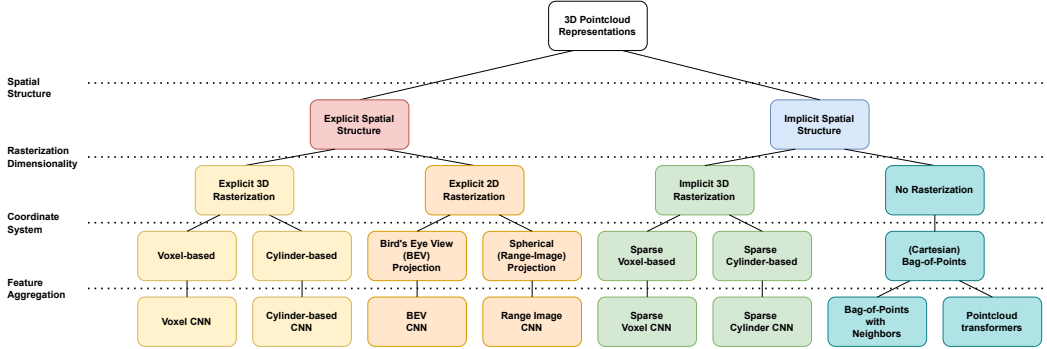 3D Pointcloud
Representations
Spatial
Structure
Explicit Spatial
Structure
Implicit Spatial
Structure
Rasterization
Dimensionality
Explicit 3D
Rasterization
Explicit 2D
Rasterization
Implicit 3D
Rasterization
No Rasterization
Coordinate
System
Voxel-based
Cylinder-based
Bird's Eye View
(BEV)
Projection
Spherical
(Range-Image)
Projection
Sparse
Voxel-based
Sparse
Cylinder-based
(Cartesian)
Bag-of-Points
Feature
Aggregation
Voxel CNN
Cylinder-based
CNN
BEV
CNN
Range Image
CNN
Sparse
Voxel CNN
Sparse
Cylinder CNN
Bag-of-Points
with
Neighbors
Pointcloud
transformers